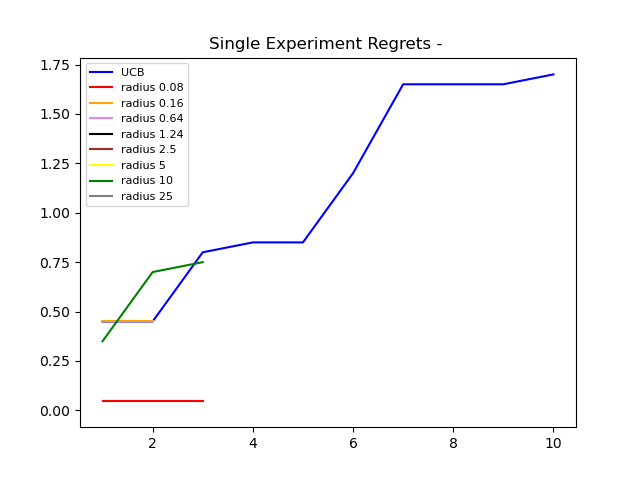 Single Experiment Regrets -
1.75
1.50
1.25
1.00
0.75
0.50
0.25
0.00
UCB
radius 0.08
radius 0.16
radius 0.64
radius 1.24
radius 2.5
radius 5
radius 10
radius 25
2 4 6 8 10